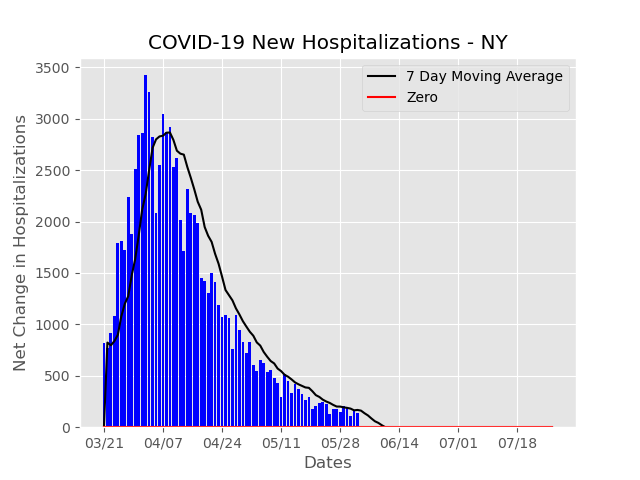 COVID-19 New Hospitalizations - NY
7 Day Moving Average
Zero
Net Change in Hospitalizations
3500
3000
2500
2000
1500
1000
500
0
03/21 04/07 04/24 05/11 05/28 06/14 07/01 07/18
Dates